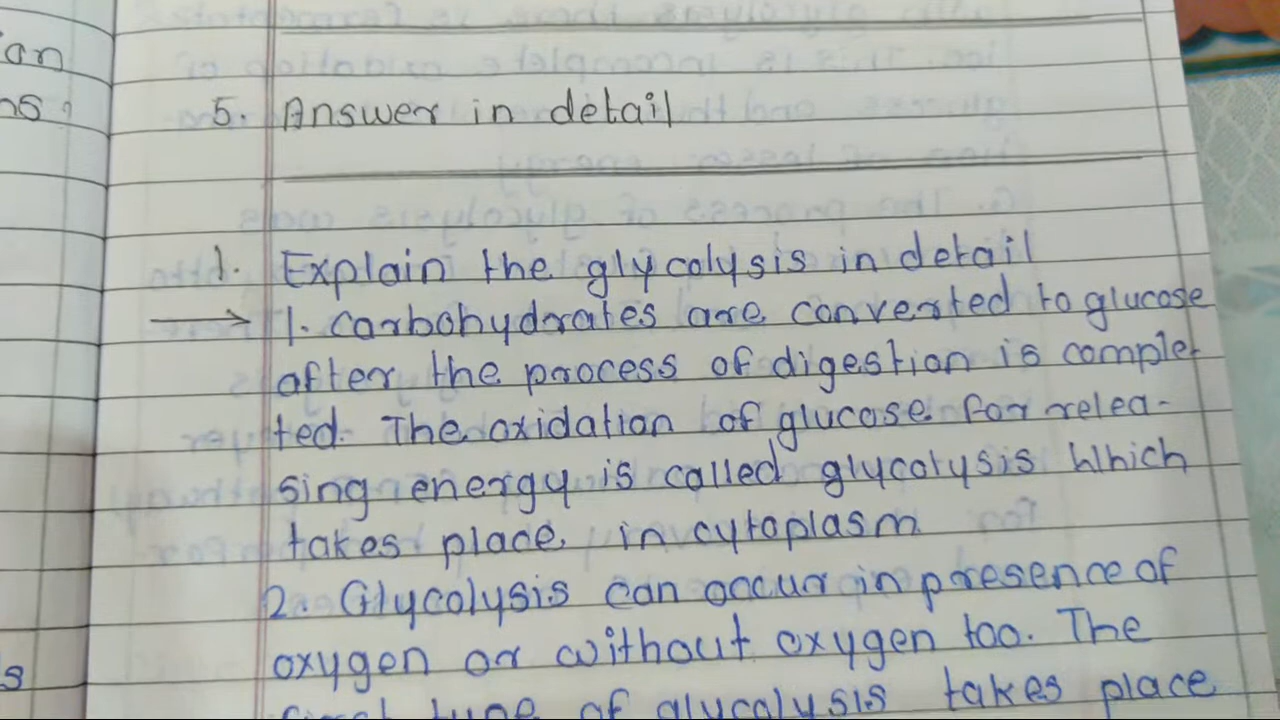 on
ns.
5. Answer in detail
1. Explain the glycolysis in detail
→ 1. Carbohydrates are converted to glucose
after the process of digestion is comple
ted. The oxidation of glucose for relea-
sing energy is called glycolysis which
takes place in cytoplasm
2. Glycolysis can occur in presence of
oxygen or without oxygen too. The
first type of glycolysis takes place
s